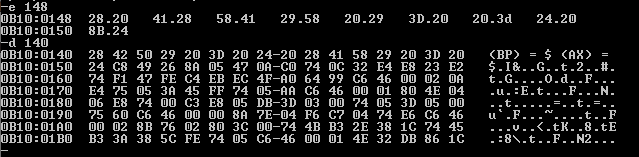 -e 148
0B10:0148  28.20   41.28   58.41   29.58   20.29   3D.20   20.3d   24.20
0B10:0150  8B.24
-d 140
0B10:0140  28 42 50 29 20 3D 20 24-20 28 41 58 29 20 3D 20   (BP) = $ (AX) =
0B10:0150  24 C8 49 26 8A 05 47 0A-C0 74 0C 32 E4 E8 23 E2   $.I&..G..t.2..#.
0B10:0160  74 F1 47 FE C4 EB EC 4F-A0 64 99 C6 46 00 02 0A   t.G....O.d..F...
0B10:0170  E4 75 05 3A 45 FF 74 05-AA C6 46 00 01 80 4E 04   .u.:E.t...F...N.
0B10:0180  06 E8 74 00 C3 E8 05 DB-3D 03 00 74 05 3D 05 00   ..t.....=..t.=..
0B10:0190  75 60 C6 46 00 00 8A 7E-04 F6 C7 04 74 E6 C6 46   u`.F...~....t..F
0B10:01A0  00 02 8B 76 02 80 3C 00-74 4B B3 2E 38 1C 74 45   ...v..<.tK..8.tE
0B10:01B0  B3 3A 38 5C FE 74 05 C6-46 00 01 4E 32 DB 86 1C   .:8\.t..F..N2...
-